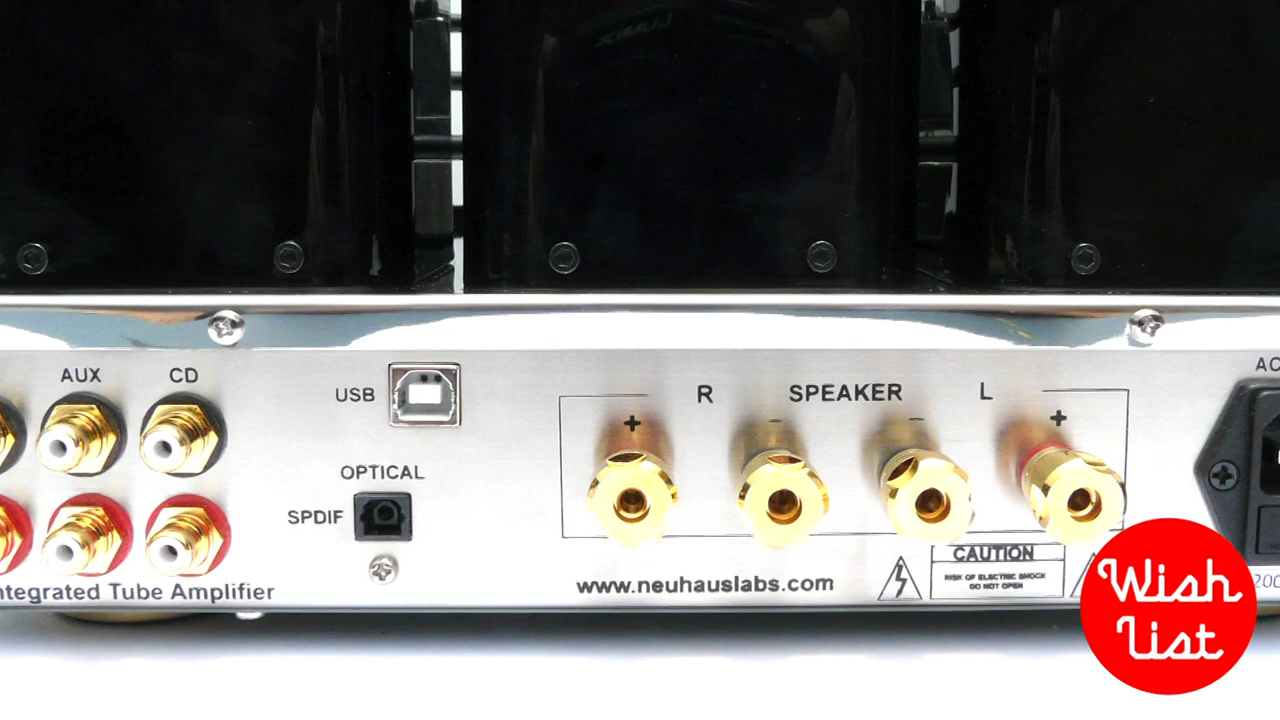 AUX
CD
USB
R
SPEAKER
L
AC
+
-
-
+
OPTICAL
SPDIF
CAUTION
RISK OF ELECTRIC SHOCK
DO NOT OPEN
www.neuhauslabs.com
ntegrated Tube Amplifier
200
Wish
List